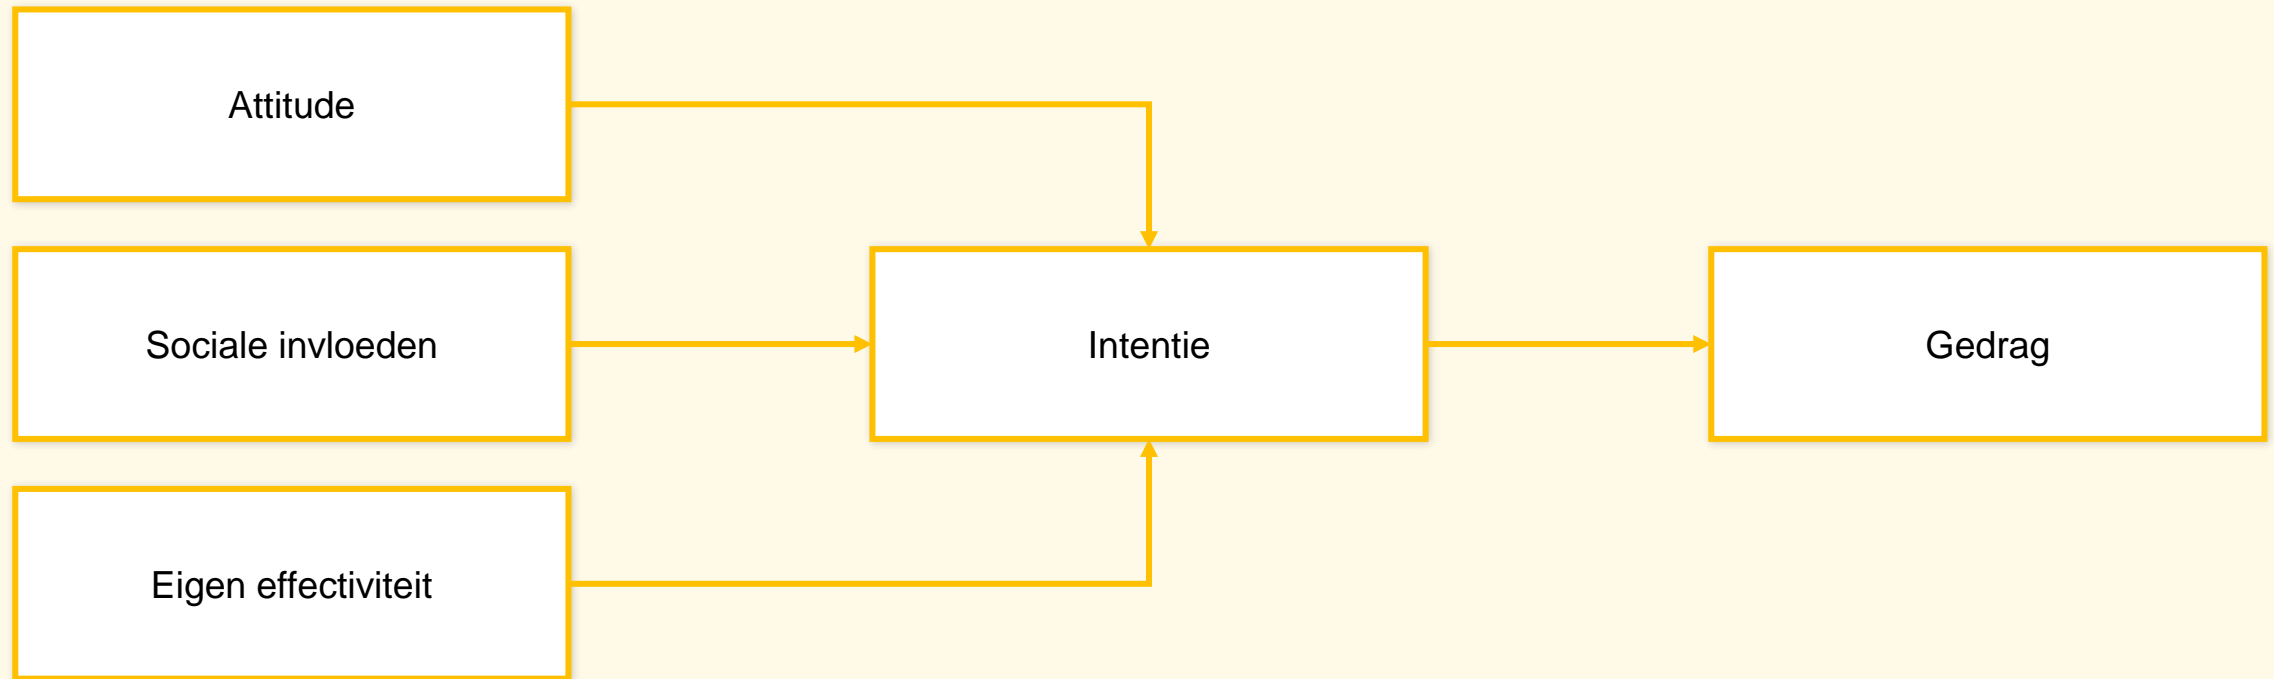 Attitude
Sociale invloeden
Intentie
Gedrag
Eigen effectiviteit